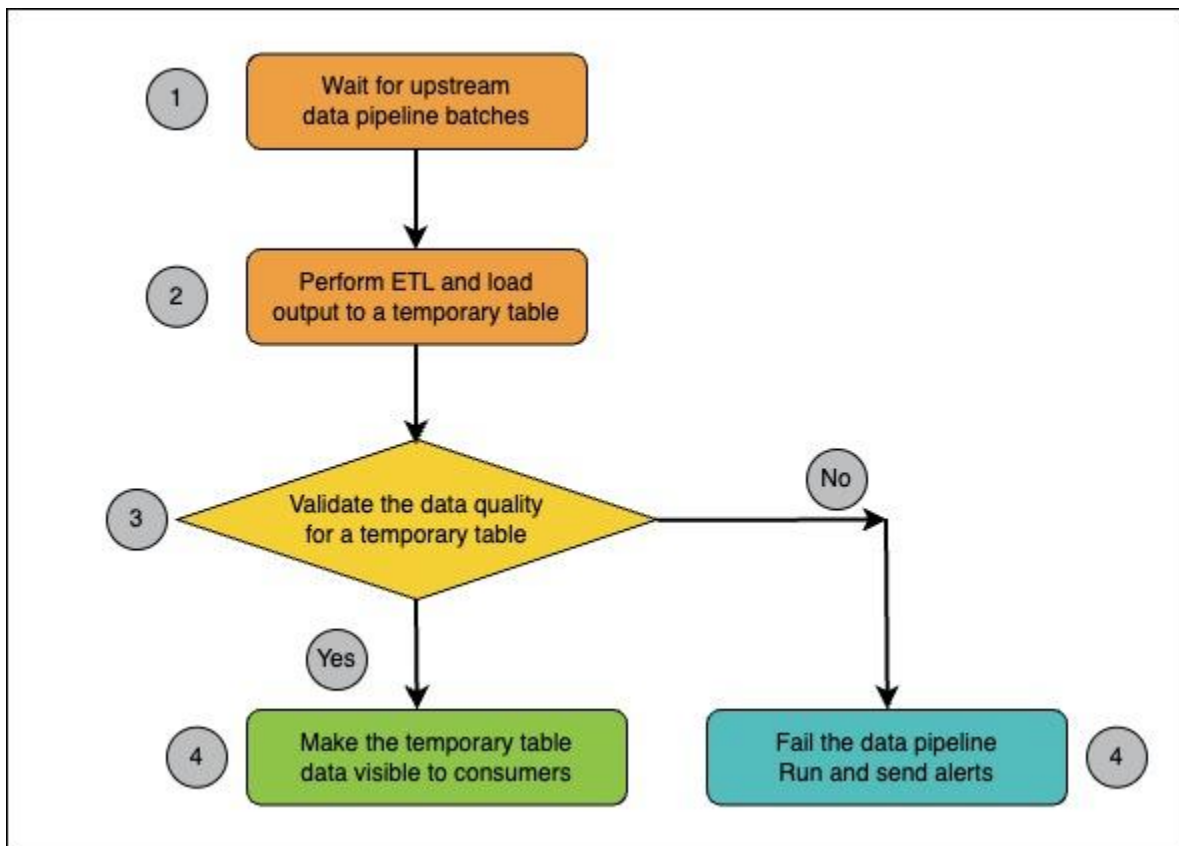 1
Wait for upstream
data pipeline batches
2
Perform ETL and load
output to a temporary table
3
Validate the data quality
for a temporary table
No
Yes
4
Make the temporary table
data visible to consumers
Fail the data pipeline
Run and send alerts
4